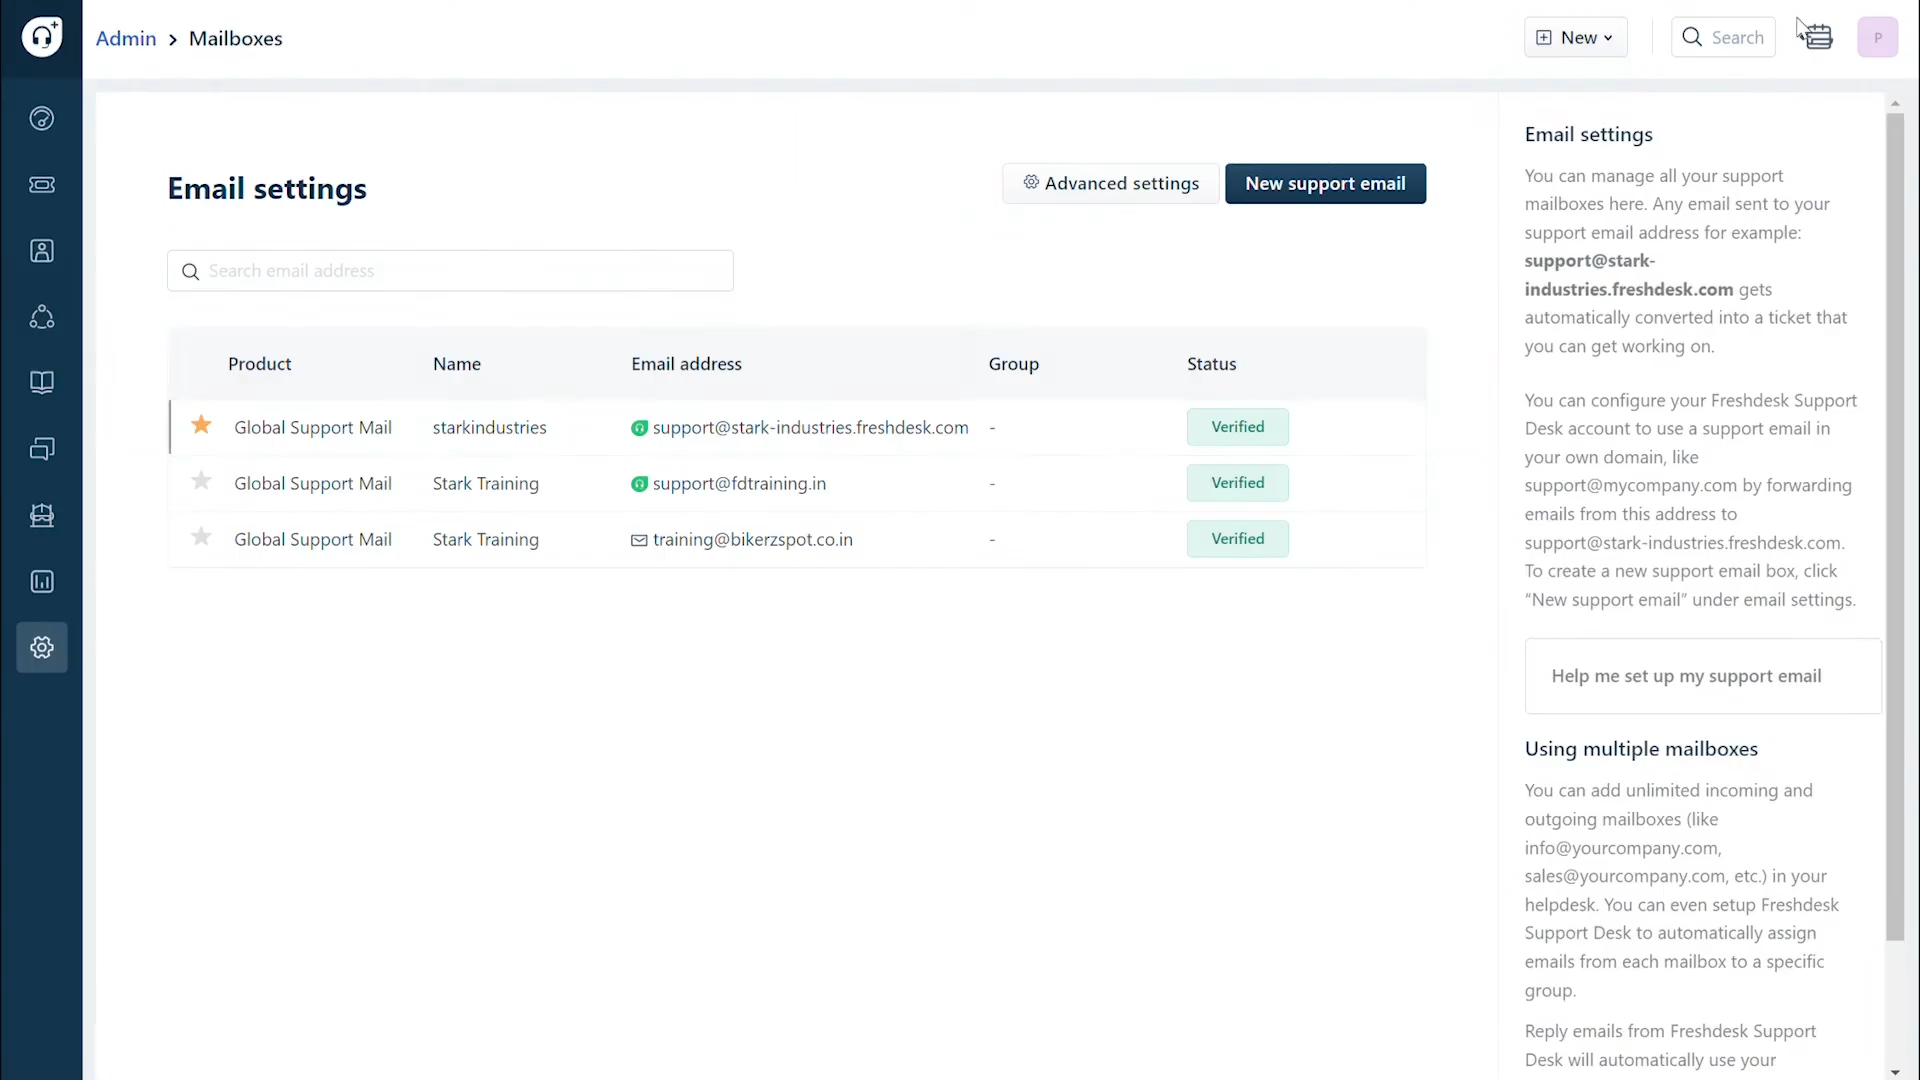 Admin > Mailboxes
New
Search
P
Email settings
Advanced settings
New support email
Search email address
Product Name Email address Group Status
Global Support Mail starkindustries support@stark-industries.freshdesk.com - Verified
Global Support Mail Stark Training support@fdtraining.in - Verified
Global Support Mail Stark Training training@bikerzspot.co.in - Verified
Email settings
You can manage all your support
mailboxes here. Any email sent to your
support email address for example:
support@stark-
industries.freshdesk.com gets
automatically converted into a ticket that
you can get working on.
You can configure your Freshdesk Support
Desk account to use a support email in
your own domain, like
support@mycompany.com by forwarding
emails from this address to
support@stark-industries.freshdesk.com.
To create a new support email box, click
“New support email” under email settings.
Help me set up my support email
Using multiple mailboxes
You can add unlimited incoming and
outgoing mailboxes (like
info@yourcompany.com,
sales@yourcompany.com, etc.) in your
helpdesk. You can even setup Freshdesk
Support Desk to automatically assign
emails from each mailbox to a specific
group.
Reply emails from Freshdesk Support
Desk will automatically use your